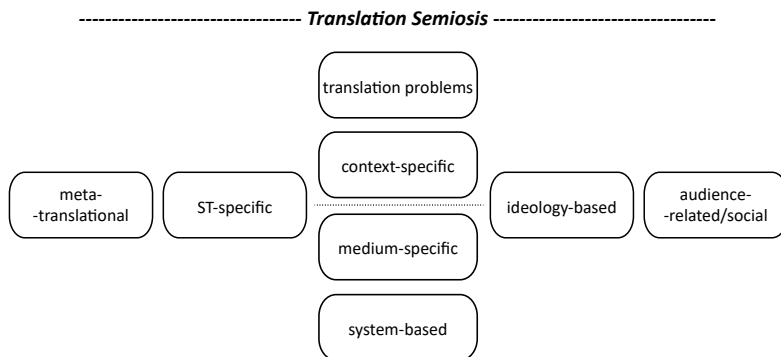 ------------------------------- Translation Semiosis -------------------------------
translation problems
context-specific
meta-
-translational
ST-specific
ideology-based
audience-
-related/social
medium-specific
system-based